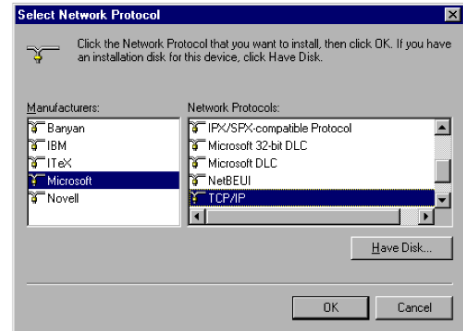 Select Network Protocol
Click the Network Protocol that you want to install, then click OK. If you have
an installation disk for this device, click Have Disk.
Manufacturers:
Banyan
IBM
ITeX
Microsoft
Novell
Network Protocols:
IPX/SPX-compatible Protocol
Microsoft 32-bit DLC
Microsoft DLC
NetBEUI
TCP/IP
Have Disk...
OK
Cancel